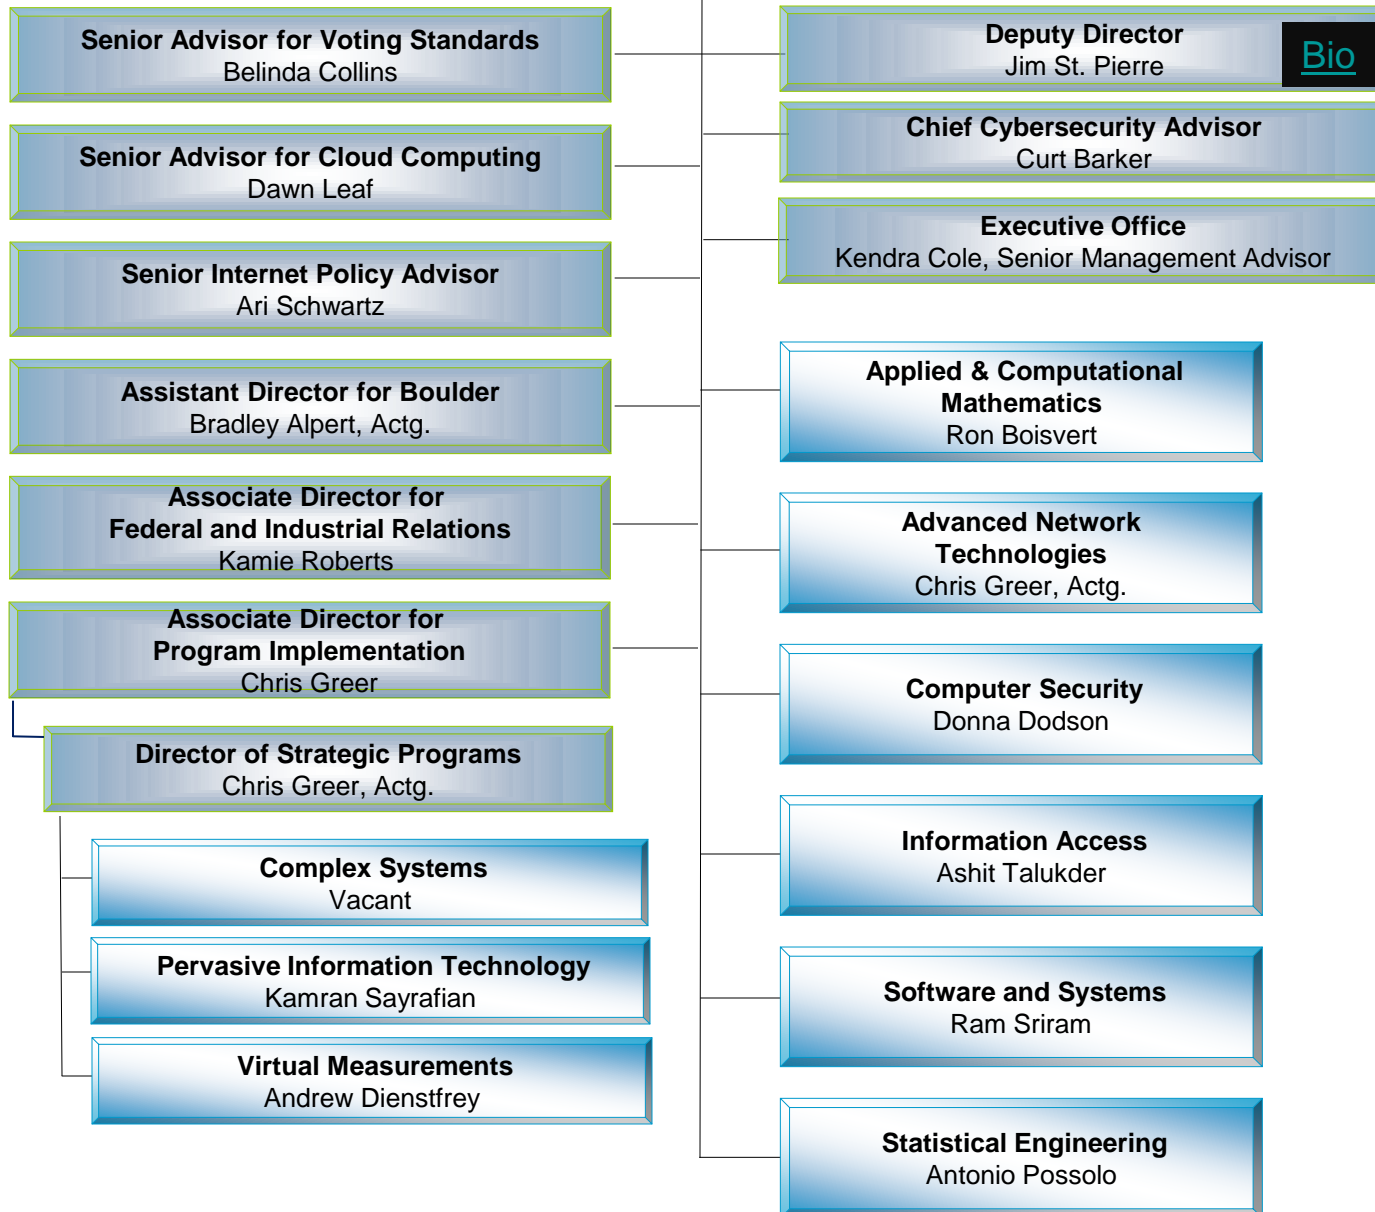 Senior Advisor for Voting Standards
Belinda Collins
Senior Advisor for Cloud Computing
Dawn Leaf
Senior Internet Policy Advisor
Ari Schwartz
Assistant Director for Boulder
Bradley Alpert, Actg.
Associate Director for
Federal and Industrial Relations
Kamie Roberts
Associate Director for
Program Implementation
Chris Greer
Director of Strategic Programs
Chris Greer, Actg.
Complex Systems
Vacant
Pervasive Information Technology
Kamran Sayrafian
Virtual Measurements
Andrew Dienstfrey
Deputy Director
Jim St. Pierre
Bio
Chief Cybersecurity Advisor
Curt Barker
Executive Office
Kendra Cole, Senior Management Advisor
Applied & Computational
Mathematics
Ron Boisvert
Advanced Network
Technologies
Chris Greer, Actg.
Computer Security
Donna Dodson
Information Access
Ashit Talukder
Software and Systems
Ram Sriram
Statistical Engineering
Antonio Possolo